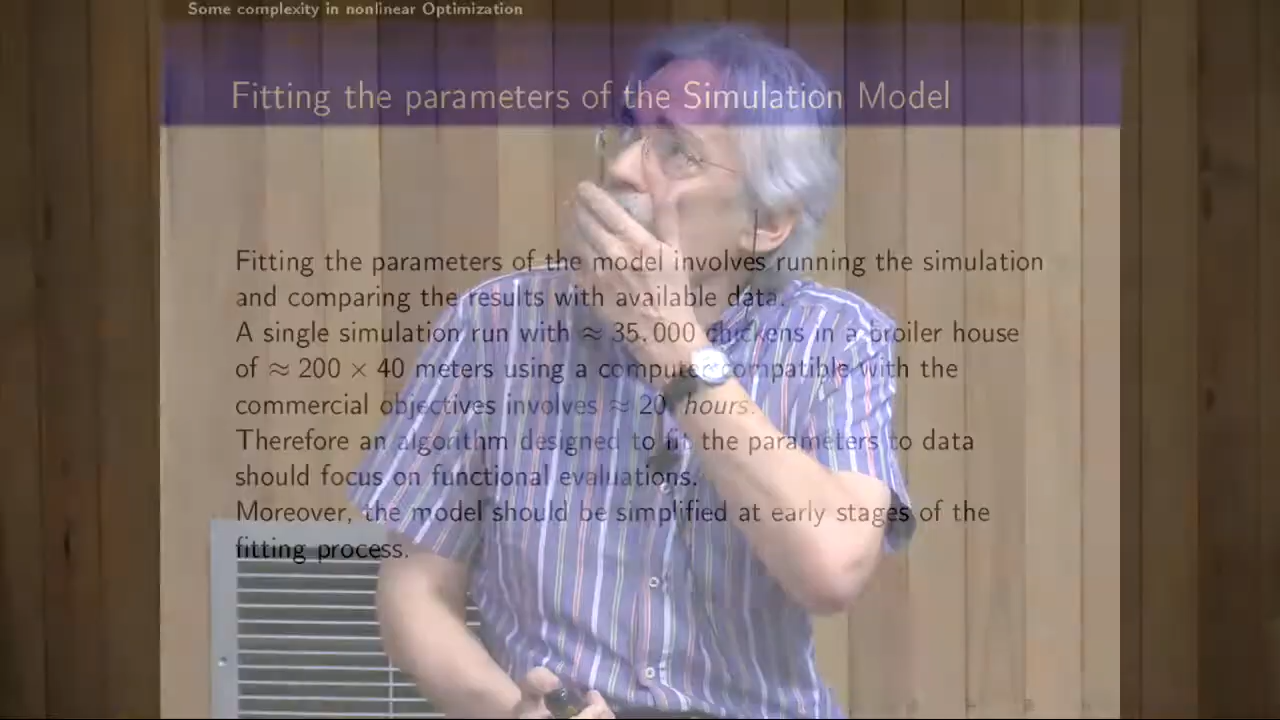 Some complexity in nonlinear Optimization
Fitting the parameters of the Simulation Model
Fitting the parameters of the model involves running the simulation
and comparing the results with available data.
A single simulation run with ≈ 35,000 chickens in a broiler house
of ≈ 200 × 40 meters using a computer compatible with the
commercial objectives involves ≈ 20 hours.
Therefore an algorithm designed to fit the parameters to data
should focus on functional evaluations.
Moreover, the model should be simplified at early stages of the
fitting process.